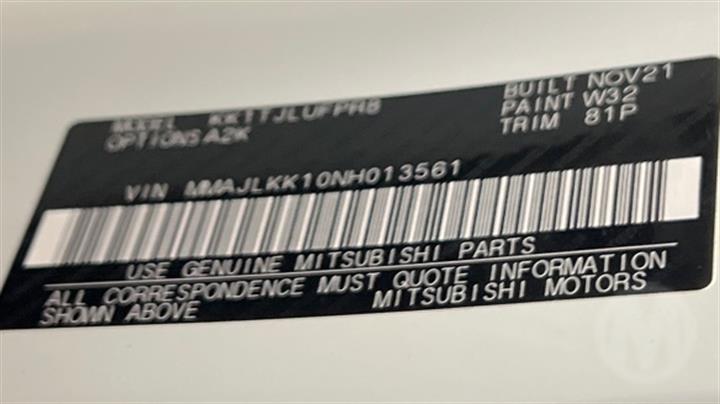 MODEL KK1TJLUFPR8 BUILT NOV21
OPTIONS A2K PAINT W32
TRIM 81P
VIN MMAJLKK10NH013561
USE GENUINE MITSUBISHI PARTS
ALL CORRESPONDENCE MUST QUOTE INFORMATION
SHOWN ABOVE MITSUBISHI MOTORS